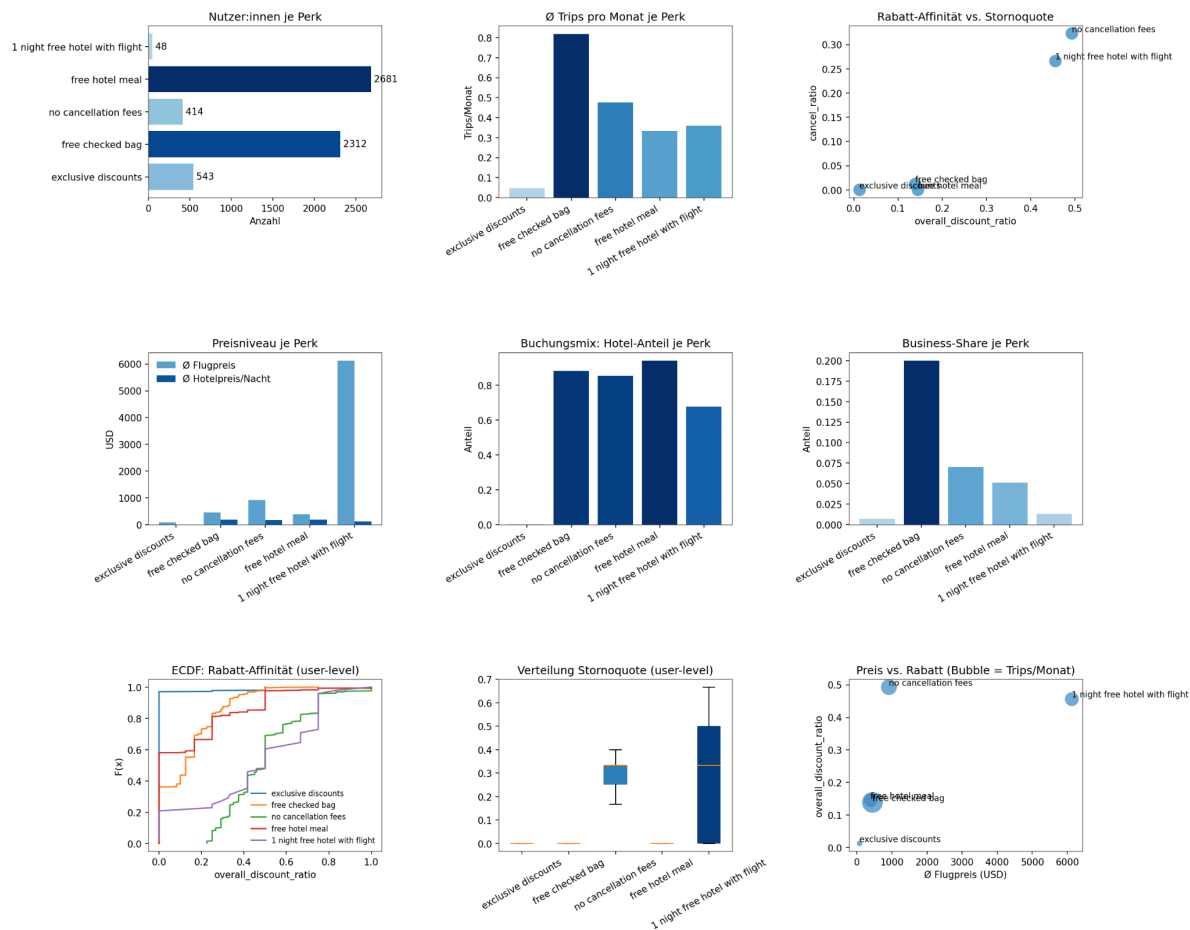 Nutzer:innen je Perk
1 night free hotel with flight
free hotel meal
no cancellation fees
free checked bag
exclusive discounts
48
2681
414
2312
543
0
500
1000
1500
2000
2500
Anzahl
Ø Trips pro Monat je Perk
Trips/Monat
0.8
0.7
0.6
0.5
0.4
0.3
0.2
0.1
0.0
exclusive discounts
free checked bag
no cancellation fees
free hotel meal
1 night free hotel with flight
Rabatt-Affinität vs. Stornoquote
cancel_ratio
0.30
0.25
0.20
0.15
0.10
0.05
0.00
no cancellation fees
1 night free hotel with flight
free checked bag
exclusive discounts
free hotel meal
0.0
0.1
0.2
0.3
0.4
0.5
overall_discount_ratio
Preisniveau je Perk
Ø Flugpreis
Ø Hotelpreis/Nacht
USD
6000
5000
4000
3000
2000
1000
0
exclusive discounts
free checked bag
no cancellation fees
free hotel meal
1 night free hotel with flight
Buchungsmix: Hotel-Anteil je Perk
Anteil
0.8
0.6
0.4
0.2
0.0
exclusive discounts
free checked bag
no cancellation fees
free hotel meal
1 night free hotel with flight
Business-Share je Perk
Anteil
0.200
0.175
0.150
0.125
0.100
0.075
0.050
0.025
0.000
exclusive discounts
free checked bag
no cancellation fees
free hotel meal
1 night free hotel with flight
ECDF: Rabatt-Affinität (user-level)
F(x)
1.0
0.8
0.6
0.4
0.2
0.0
exclusive discounts
free checked bag
no cancellation fees
free hotel meal
1 night free hotel with flight
0.0
0.2
0.4
0.6
0.8
1.0
overall_discount_ratio
Verteilung Stornoquote (user-level)
0.7
0.6
0.5
0.4
0.3
0.2
0.1
0.0
exclusive discounts
free checked bag
no cancellation fees
free hotel meal
1 night free hotel with flight
Preis vs. Rabatt (Bubble = Trips/Monat)
overall_discount_ratio
0.5
0.4
0.3
0.2
0.1
0.0
no cancellation fees
1 night free hotel with flight
free hotel meal
free checked bag
exclusive discounts
0
1000
2000
3000
4000
5000
6000
Ø Flugpreis (USD)